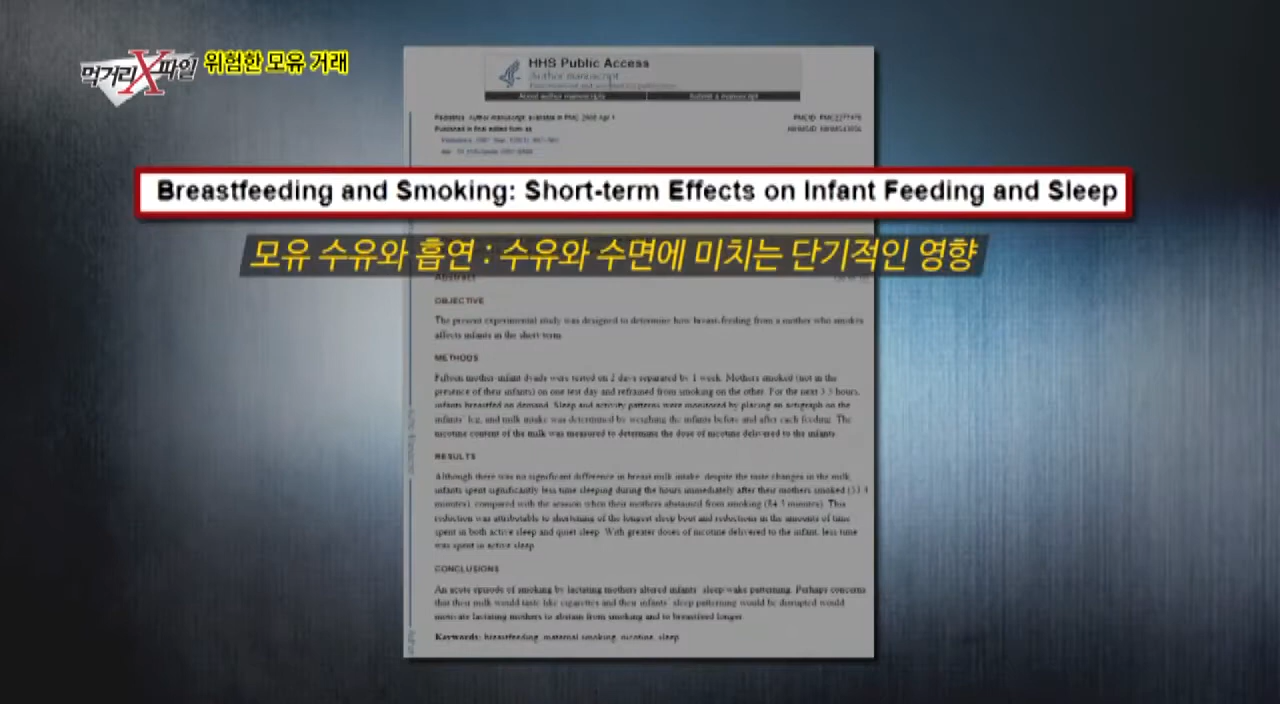 먹거리X파일 위험한 모유 거래
HHS Public Access
Author manuscript
Breastfeeding and Smoking: Short-term Effects on Infant Feeding and Sleep
모유 수유와 흡연 : 수유와 수면에 미치는 단기적인 영향
Abstract
OBJECTIVE
The present experimental study was designed to determine how breast-feeding from a mother who smokes
affects infants in the short-term
METHODS
Fifteen mother-infant dyads were tested on 2 days separated by 1 week. Mothers smoked (not in the
presence of their infants) on one test day and refrained from smoking on the other. For the next 3.5 hours,
infants breastfed on demand. Sleep and activity patterns were monitored by placing an actigraph on the
infants' leg, and milk intake was determined by weighing the infants before and after each feeding. The
nicotine content of the milk was measured to determine the dose of nicotine delivered to the infants.
RESULTS
Although there was no significant difference in breast milk intake, despite the taste changes in the milk,
infants spent significantly less time sleeping during the hours immediately after their mothers smoked (53.4
minutes), compared with the session when their mothers abstained from smoking (84.5 minutes). This
reduction was attributable to shortening of the longest sleep bout and reductions in the amounts of time
spent in both active sleep and quiet sleep. With greater doses of nicotine delivered to the infant, less time
was spent in active sleep.
CONCLUSIONS
An acute episode of smoking by lactating mothers altered infants' sleep/wake patterning. Perhaps concerns
that their milk would taste like cigarettes and their infants' sleep patterning would be disrupted would
motivate lactating mothers to abstain from smoking and to breastfeed longer.
Keywords: breastfeeding, maternal smoking, nicotine, sleep